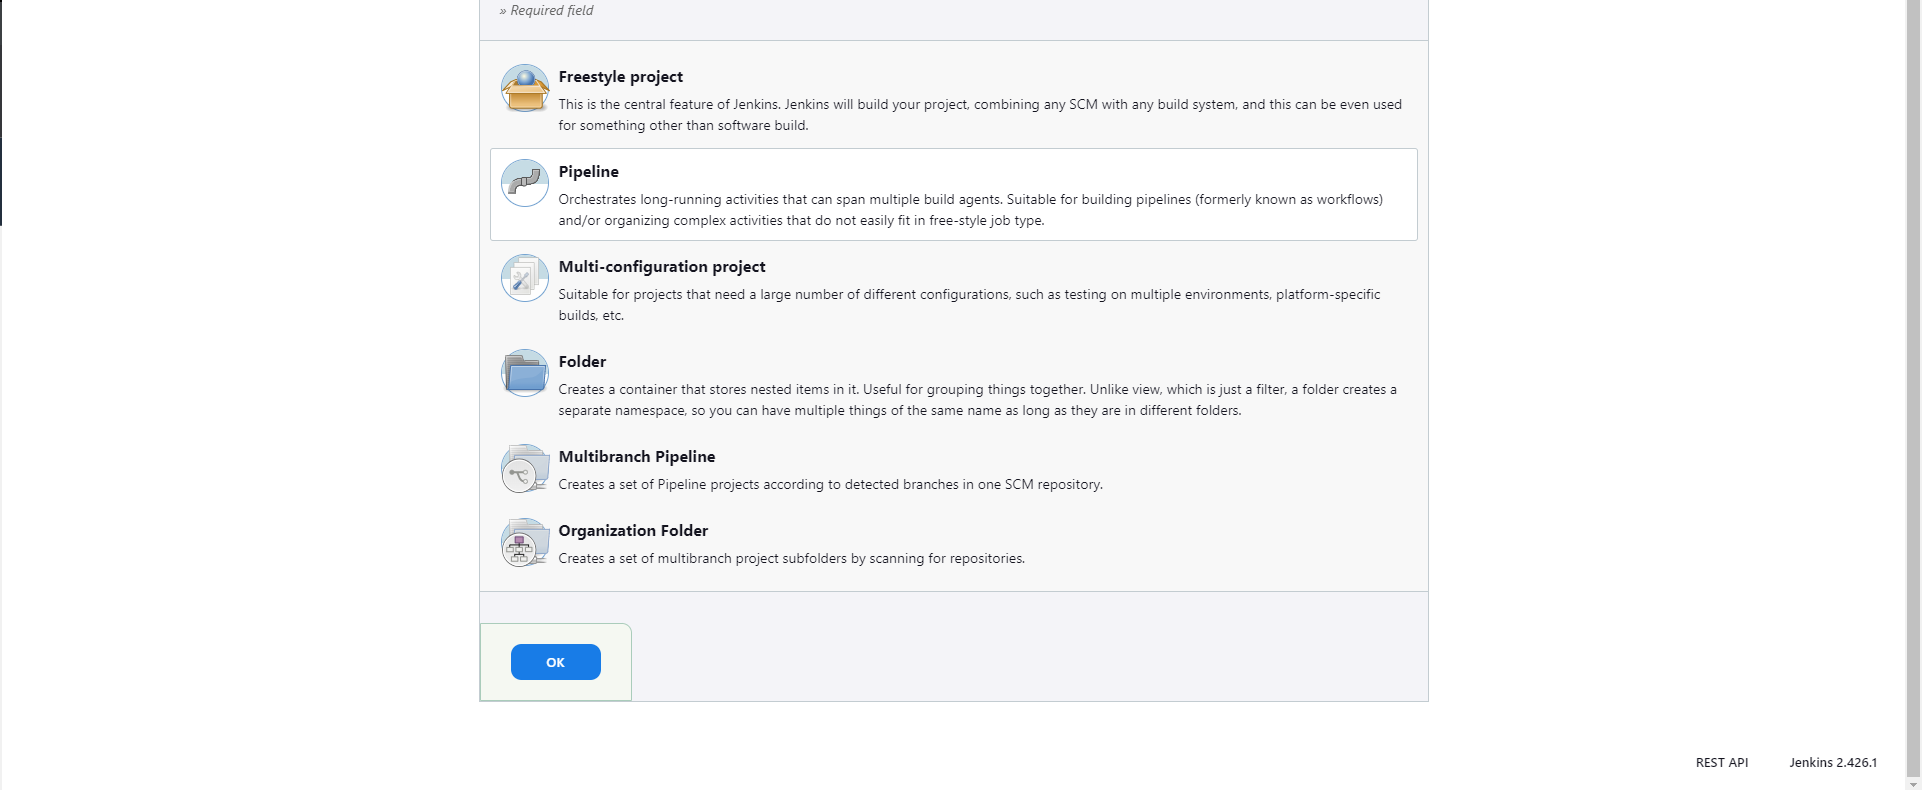 » Required field
Freestyle project
This is the central feature of Jenkins. Jenkins will build your project, combining any SCM with any build system, and this can be even used
for something other than software build.
Pipeline
Orchestrates long-running activities that can span multiple build agents. Suitable for building pipelines (formerly known as workflows)
and/or organizing complex activities that do not easily fit in free-style job type.
Multi-configuration project
Suitable for projects that need a large number of different configurations, such as testing on multiple environments, platform-specific
builds, etc.
Folder
Creates a container that stores nested items in it. Useful for grouping things together. Unlike view, which is just a filter, a folder creates a
separate namespace, so you can have multiple things of the same name as long as they are in different folders.
Multibranch Pipeline
Creates a set of Pipeline projects according to detected branches in one SCM repository.
Organization Folder
Creates a set of multibranch project subfolders by scanning for repositories.
OK
REST API Jenkins 2.426.1